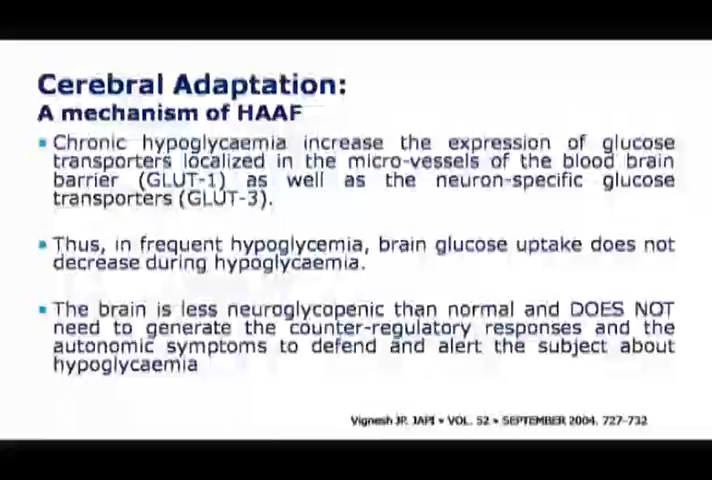 Cerebral Adaptation:
A mechanism of HAAF
Chronic hypoglycaemia increase the expression of glucose
transporters localized in the micro-vessels of the blood brain
barrier (GLUT-1) as well as the neuron-specific glucose
transporters (GLUT-3).
Thus, in frequent hypoglycemia, brain glucose uptake does not
decrease during hypoglycaemia.
The brain is less neuroglycopenic than normal and DOES NOT
need to generate the counter-regulatory responses and the
autonomic symptoms to defend and alert the subject about
hypoglycaemia
Vignesh JP. JAPI • VOL. 52 • SEPTEMBER 2004. 727-732